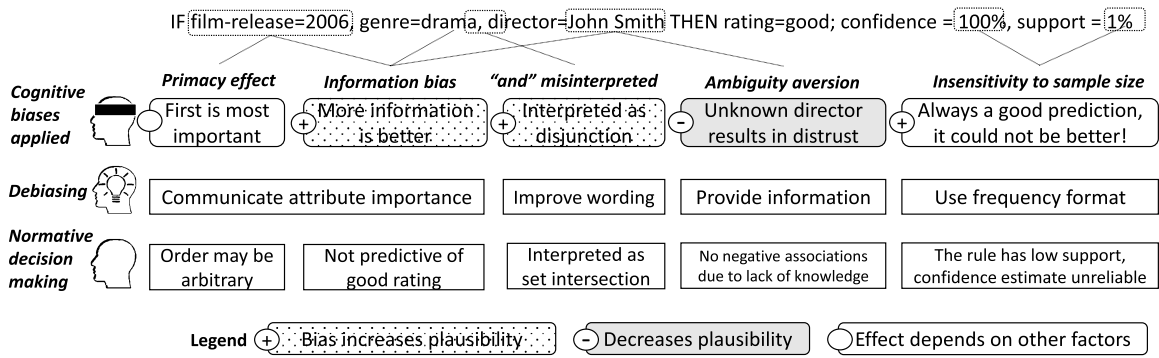 IF film-release=2006, genre=drama, director=John Smith THEN rating=good; confidence = 100%, support = 1%
Primacy effect
Information bias
“and” misinterpreted
Ambiguity aversion
Insensitivity to sample size
Cognitive
biases
applied
First is most
important
+
More information
is better
+
Interpreted as
disjunction
-
Unknown director
results in distrust
+
Always a good prediction,
it could not be better!
Debiasing
Communicate attribute importance
Improve wording
Provide information
Use frequency format
Normative
decision
making
Order may be
arbitrary
Not predictive of
good rating
Interpreted as
set intersection
No negative associations
due to lack of knowledge
The rule has low support,
confidence estimate unreliable
Legend
+
Bias increases plausibility
-
Decreases plausibility
Effect depends on other factors